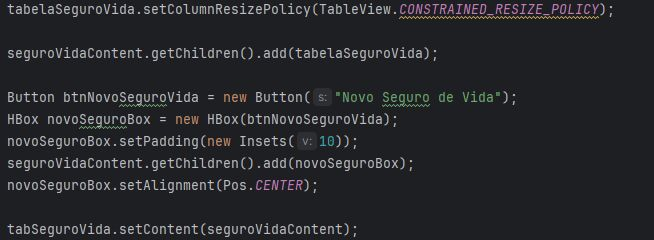 tabelaSeguroVida.setColumnResizePolicy(TableView.CONSTRAINED_RESIZE_POLICY);
seguroVidaContent.getChildren().add(tabelaSeguroVida);
Button btnNovoSeguroVida = new Button( s: "Novo Seguro de Vida");
HBox novoSeguroBox = new HBox(btnNovoSeguroVida);
novoSeguroBox.setPadding(new Insets( v: 10));
seguroVidaContent.getChildren().add(novoSeguroBox);
novoSeguroBox.setAlignment(Pos.CENTER);
tabSeguroVida.setContent(seguroVidaContent);